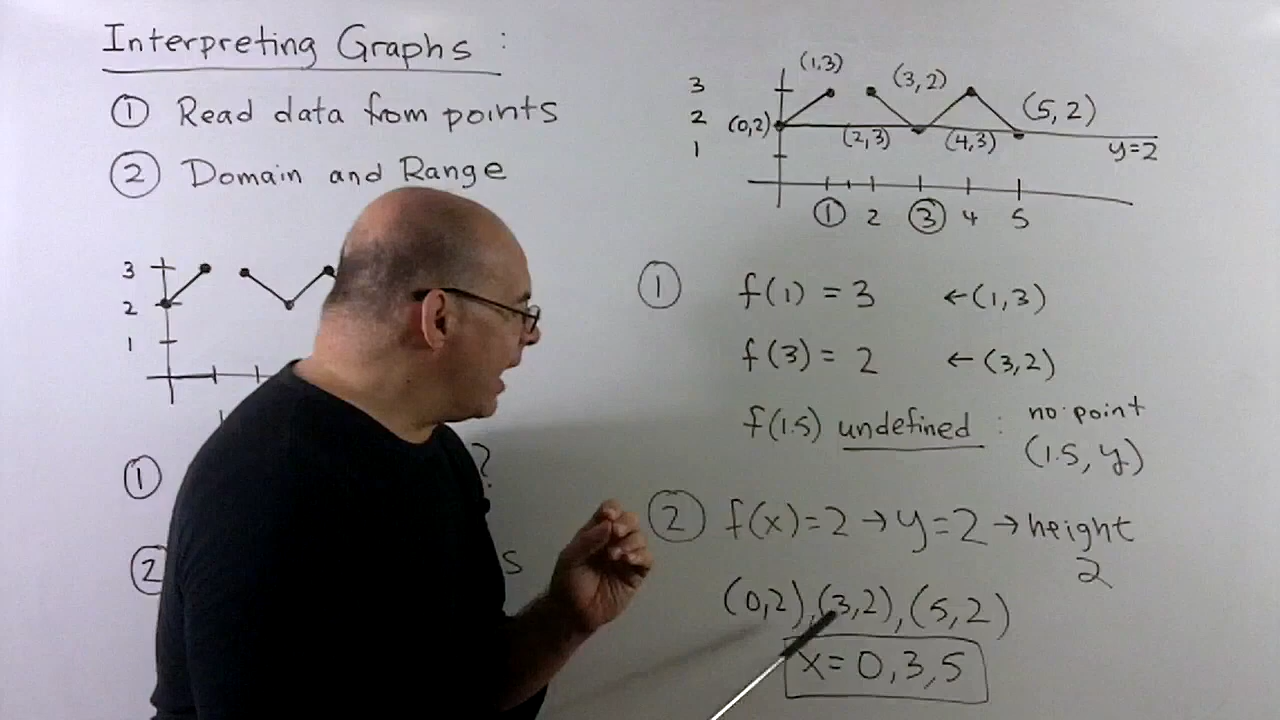 Interpreting Graphs :
① Read data from points
② Domain and Range
3
2
1
①
?
②
s
(1,3) (3,2)
3
2 (0,2) (2,3) (4,3) (5,2)
1 y=2
① 2 ③ 4 5
① f(1) = 3 ←(1,3)
f(3) = 2 ←(3,2)
f(1.5) undefined : no point
(1.5, y)
② f(x)=2→y=2→height
2
(0,2),(3,2),(5,2)
x=0,3,5